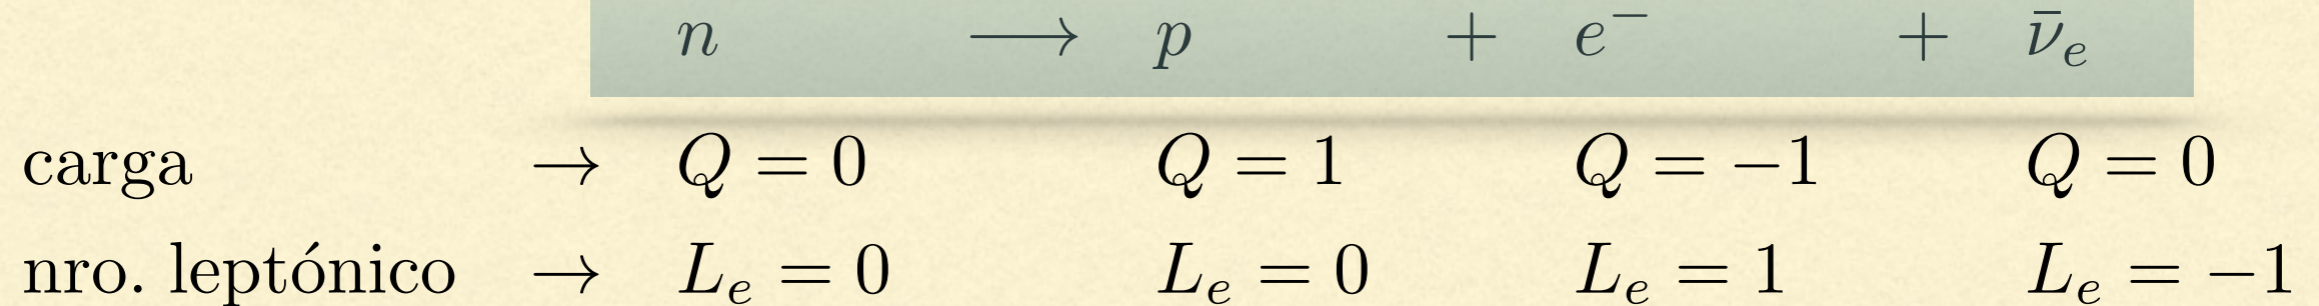 n ⟶ p + e⁻ + ν̄ₑ
carga → Q = 0 Q = 1 Q = −1 Q = 0
nro. leptónico → Lₑ = 0 Lₑ = 0 Lₑ = 1 Lₑ = −1